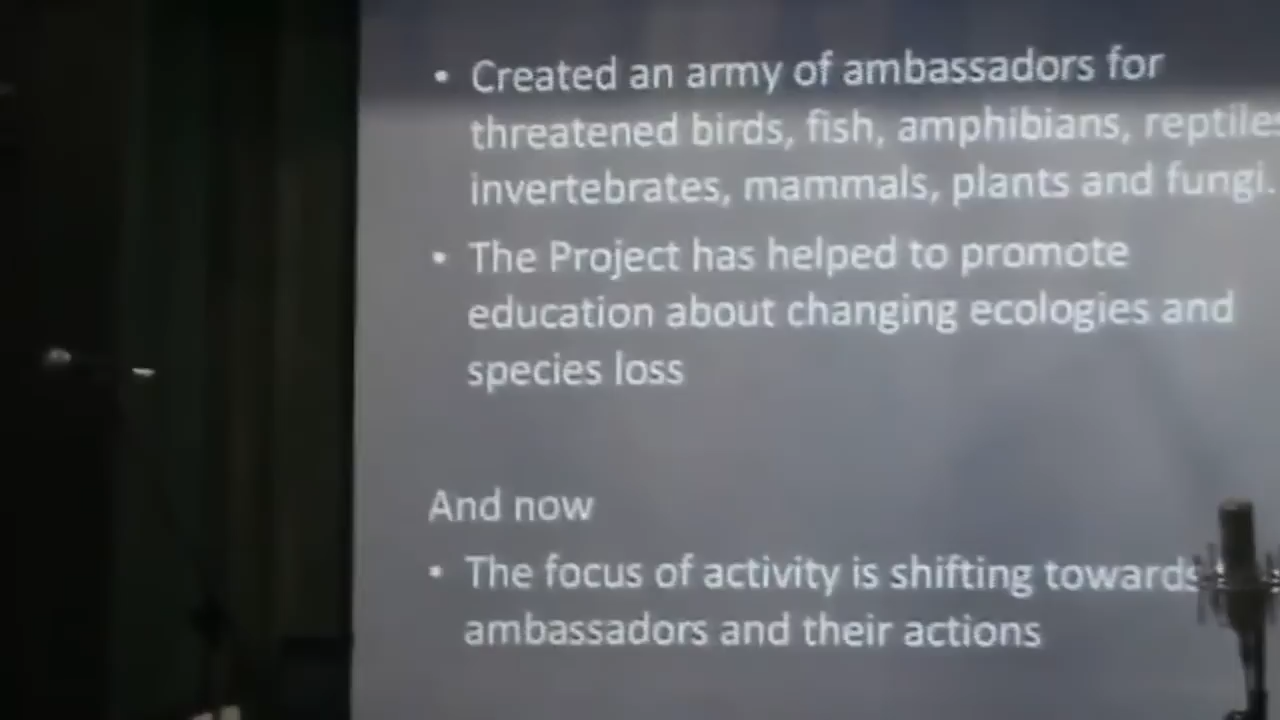 • Created an army of ambassadors for
threatened birds, fish, amphibians, reptiles
invertebrates, mammals, plants and fungi.
• The Project has helped to promote
education about changing ecologies and
species loss
And now
• The focus of activity is shifting towards
ambassadors and their actions